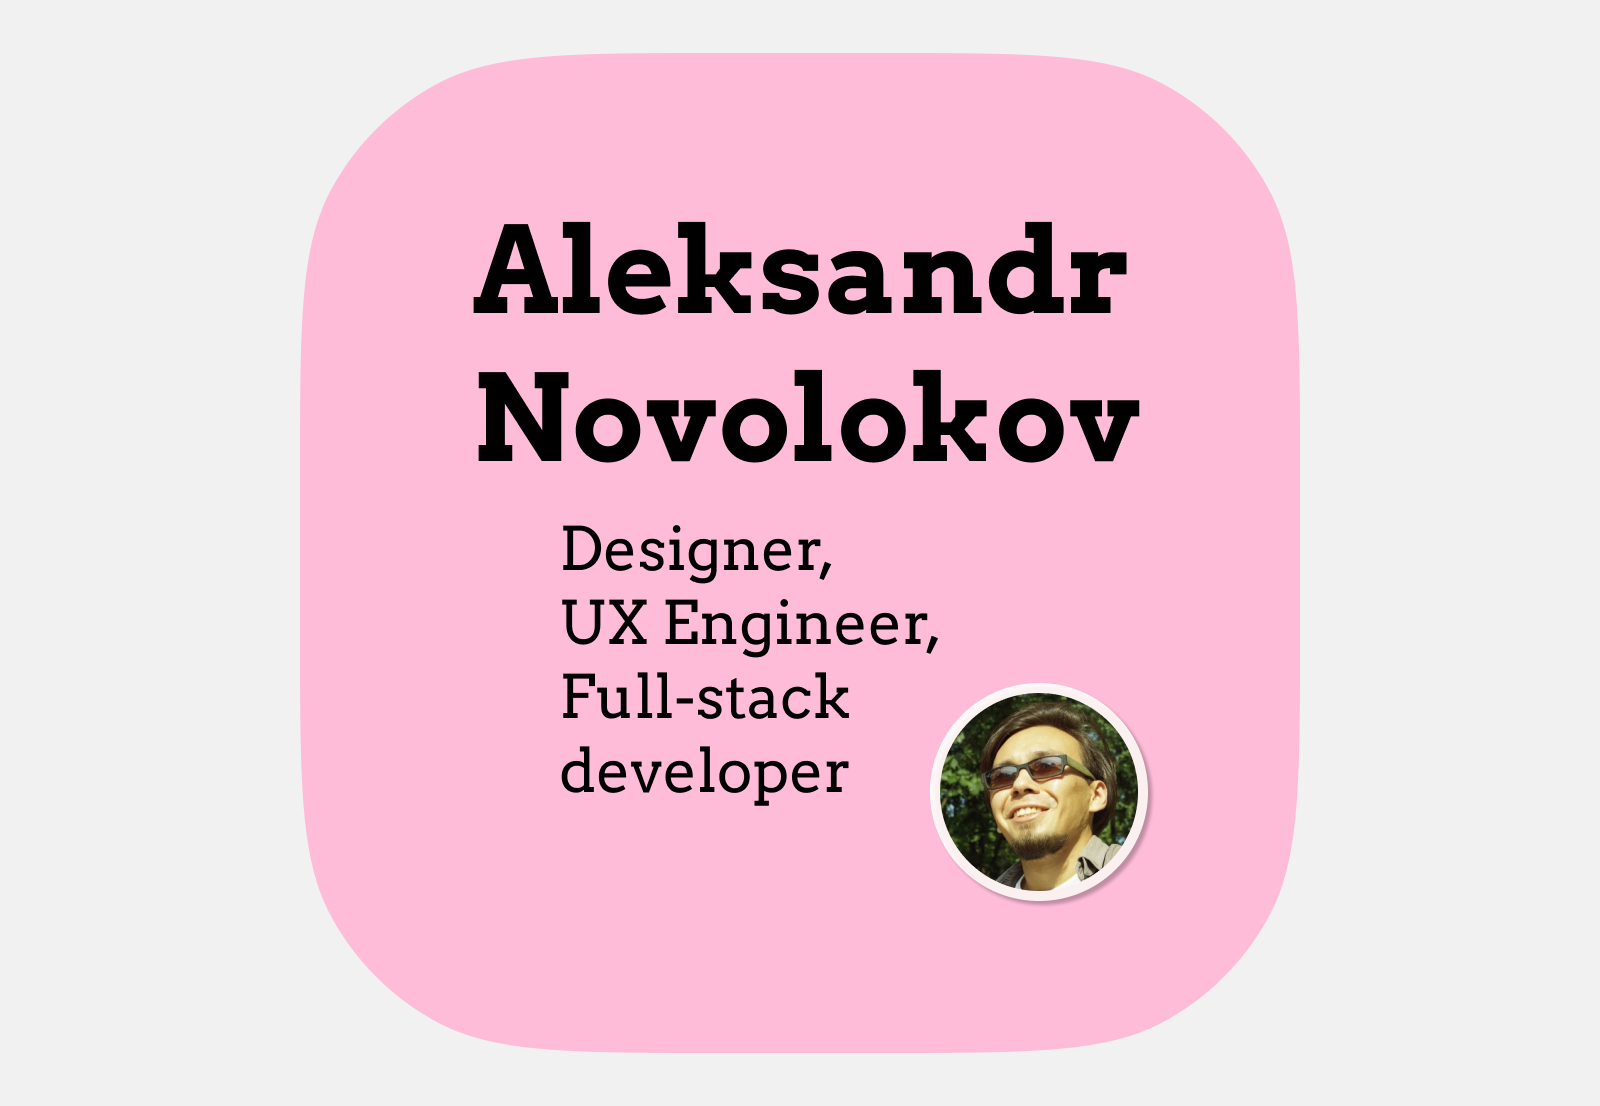 Aleksandr
Novolokov
Designer,
UX Engineer,
Full-stack
developer